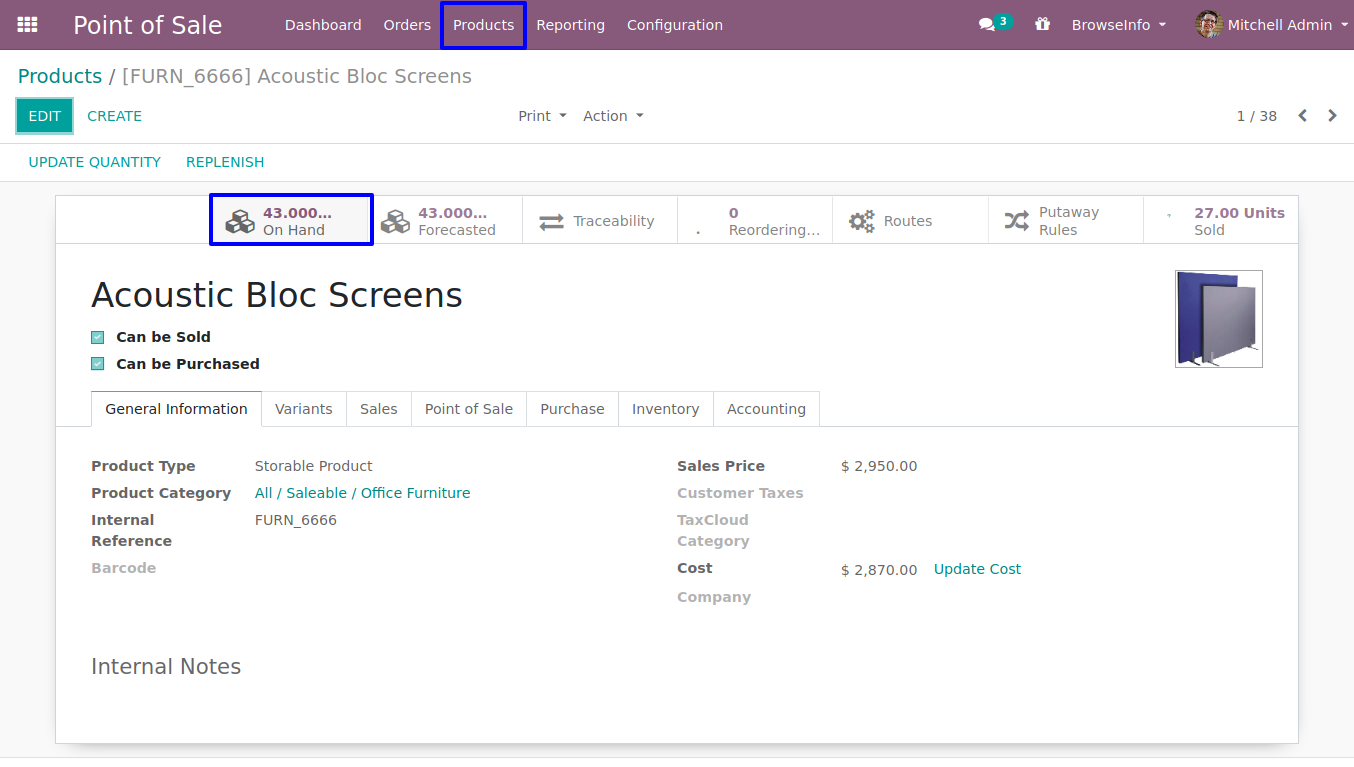 Point of Sale Dashboard Orders Products Reporting Configuration 3 BrowseInfo Mitchell Admin
Products / [FURN_6666] Acoustic Bloc Screens
EDIT CREATE Print Action 1 / 38
UPDATE QUANTITY REPLENISH
43.000... 43.000... Traceability 0 Routes Putaway 27.00 Units
On Hand Forecasted Reordering... Rules Sold
Acoustic Bloc Screens
Can be Sold
Can be Purchased
General Information Variants Sales Point of Sale Purchase Inventory Accounting
Product Type Storable Product Sales Price $ 2,950.00
Product Category All / Saleable / Office Furniture Customer Taxes
Internal FURN_6666 TaxCloud
Reference Category
Barcode Cost $ 2,870.00 Update Cost
Company
Internal Notes